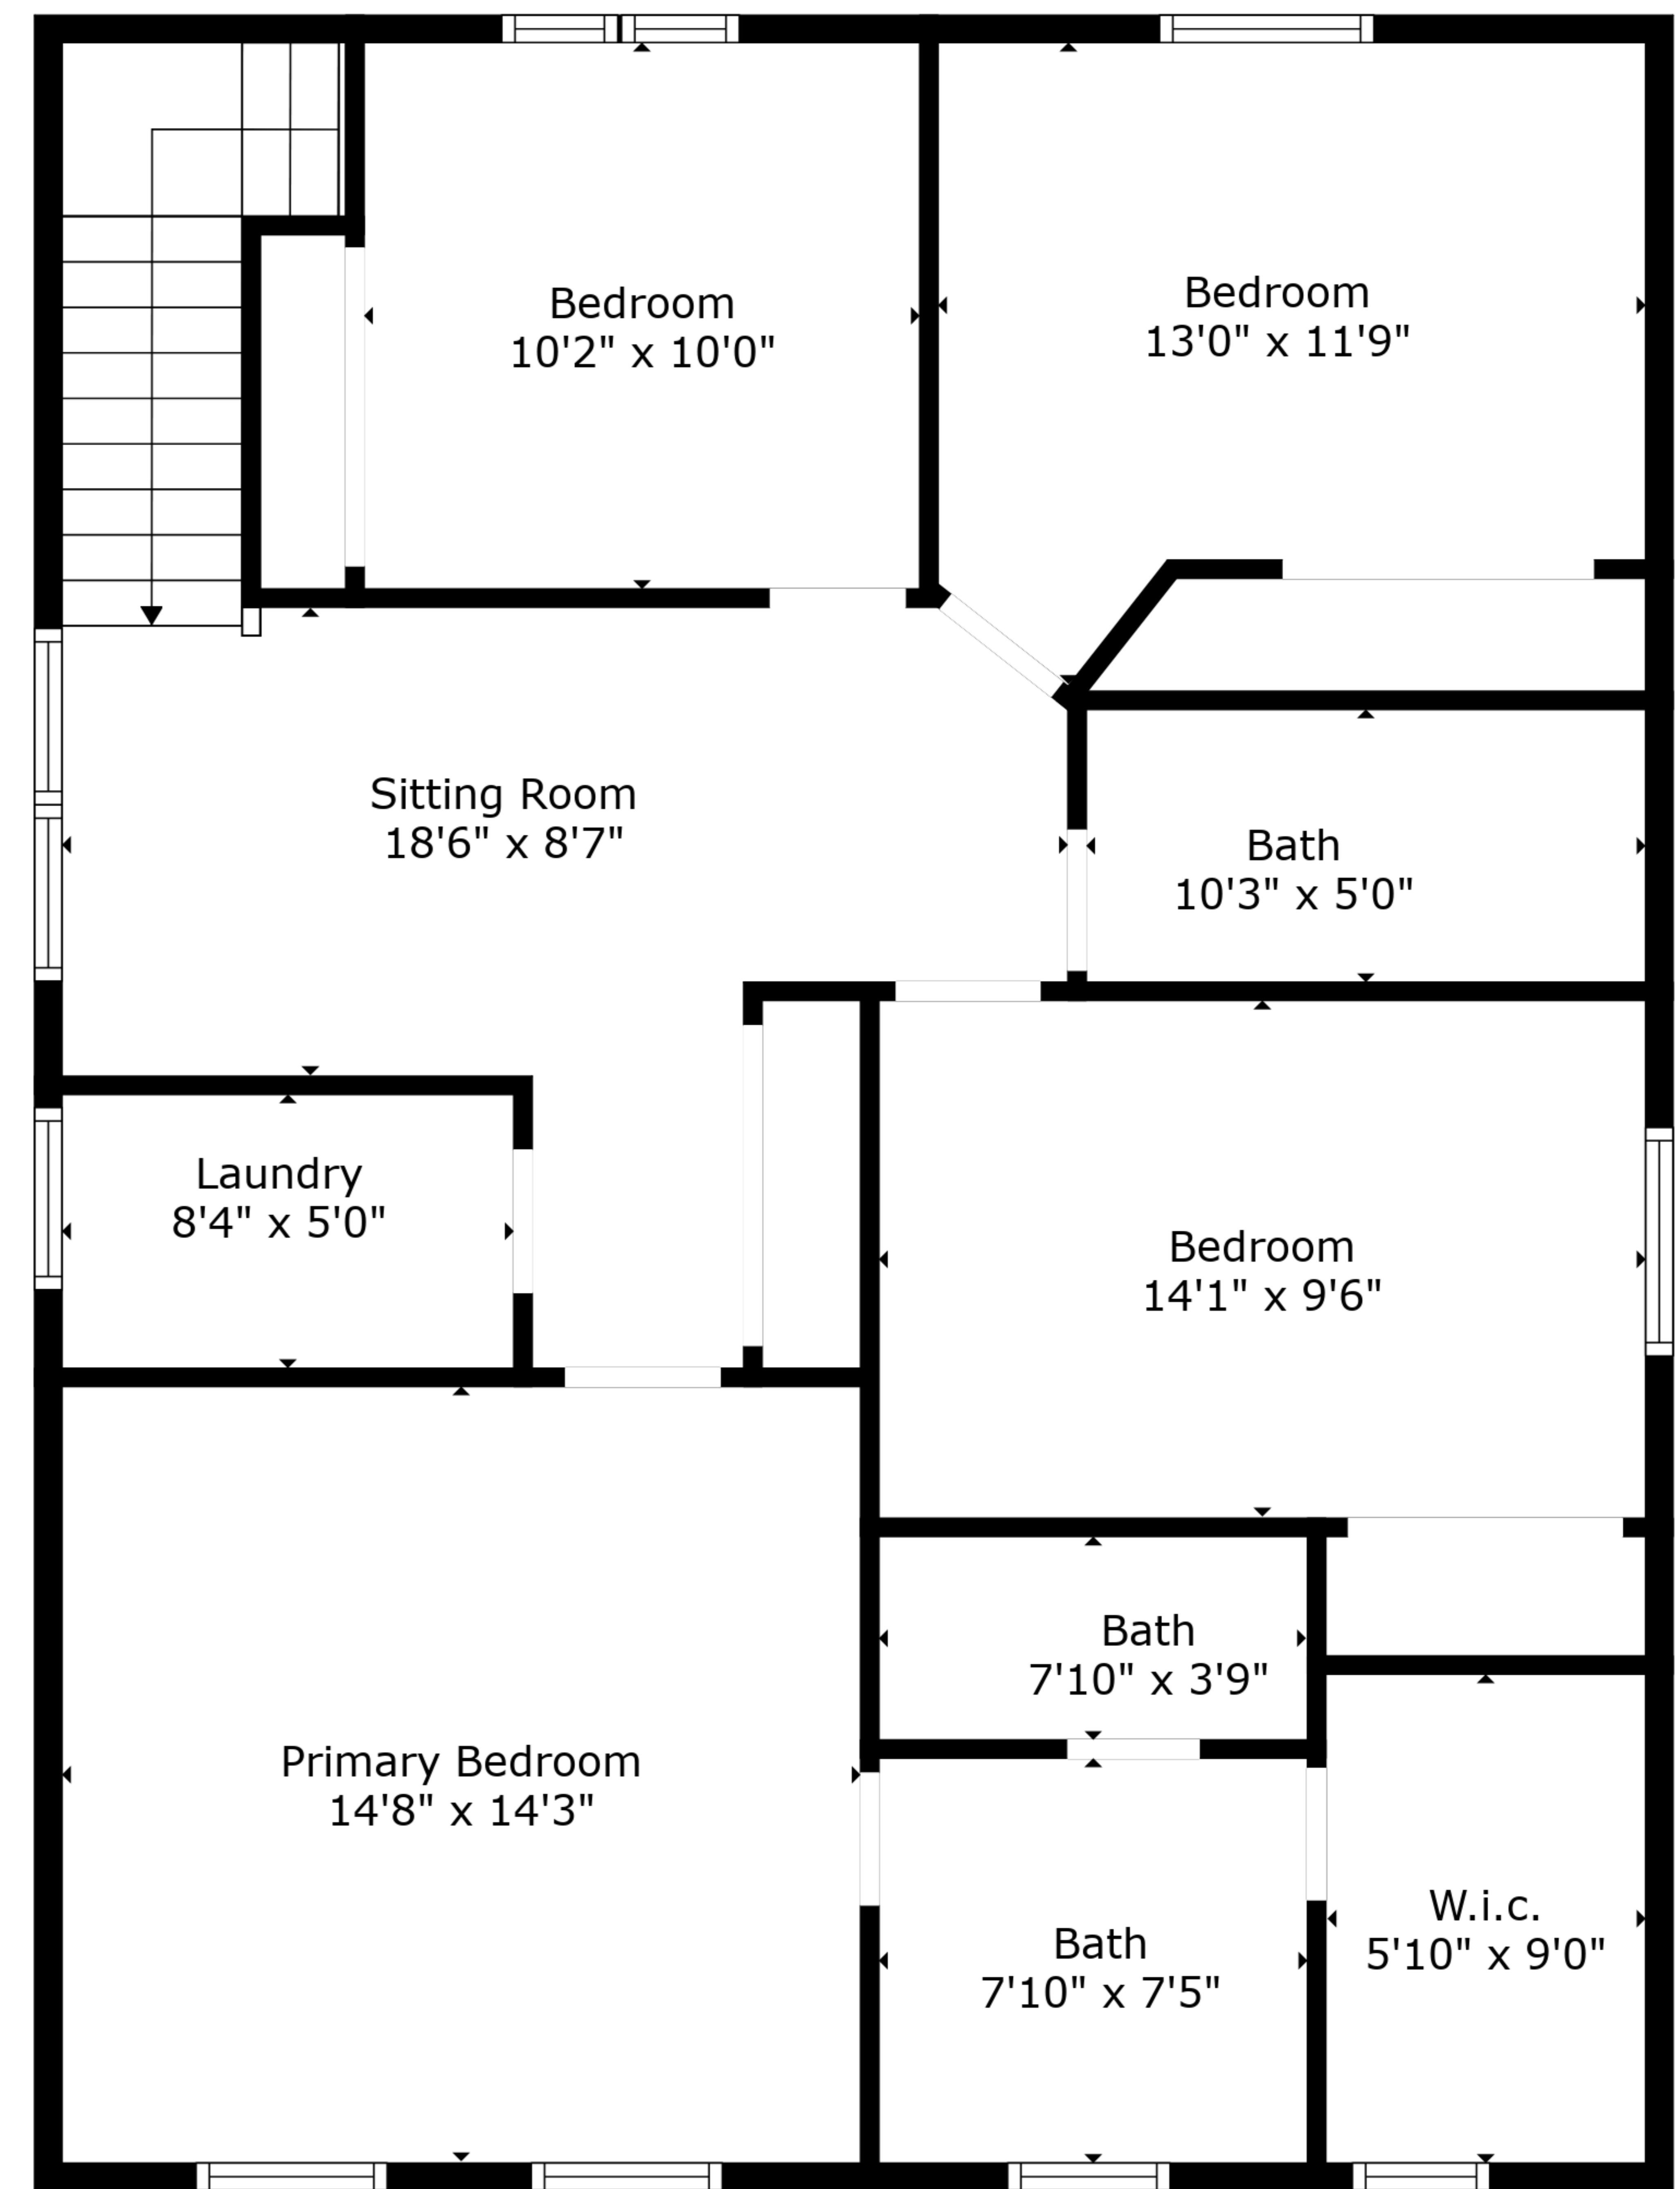 Bedroom
10'2" x 10'0"
Bedroom
13'0" x 11'9"
Sitting Room
18'6" x 8'7"
Bath
10'3" x 5'0"
Laundry
8'4" x 5'0"
Bedroom
14'1" x 9'6"
Bath
7'10" x 3'9"
Primary Bedroom
14'8" x 14'3"
Bath
7'10" x 7'5"
W.i.c.
5'10" x 9'0"